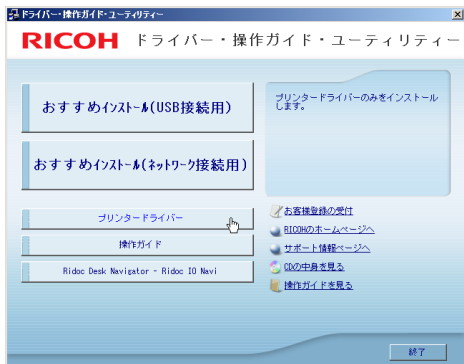 ドライバー・操作ガイド・ユーティリティー
RICOH ドライバー・操作ガイド・ユーティリティー
おすすめインストール(USB接続用)
プリンタードライバーのみをインストール
します。
おすすめインストール(ネットワーク接続用)
プリンタードライバー
操作ガイド
Ridoc Desk Navigator - Ridoc IO Navi
お客様登録の受付
RICOHのホームページへ
サポート情報ページへ
CDの中身を見る
操作ガイドを見る
終了